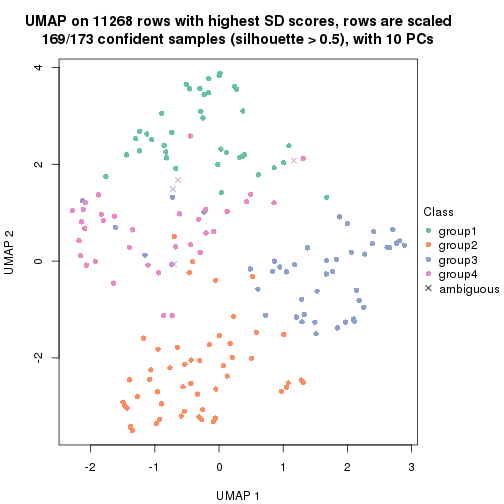 UMAP on 11268 rows with highest SD scores, rows are scaled
169/173 confident samples (silhouette > 0.5), with 10 PCs
4
2
0
-2
UMAP 2
-2
-1
0
1
2
3
UMAP 1
Class
group1
group2
group3
group4
ambiguous